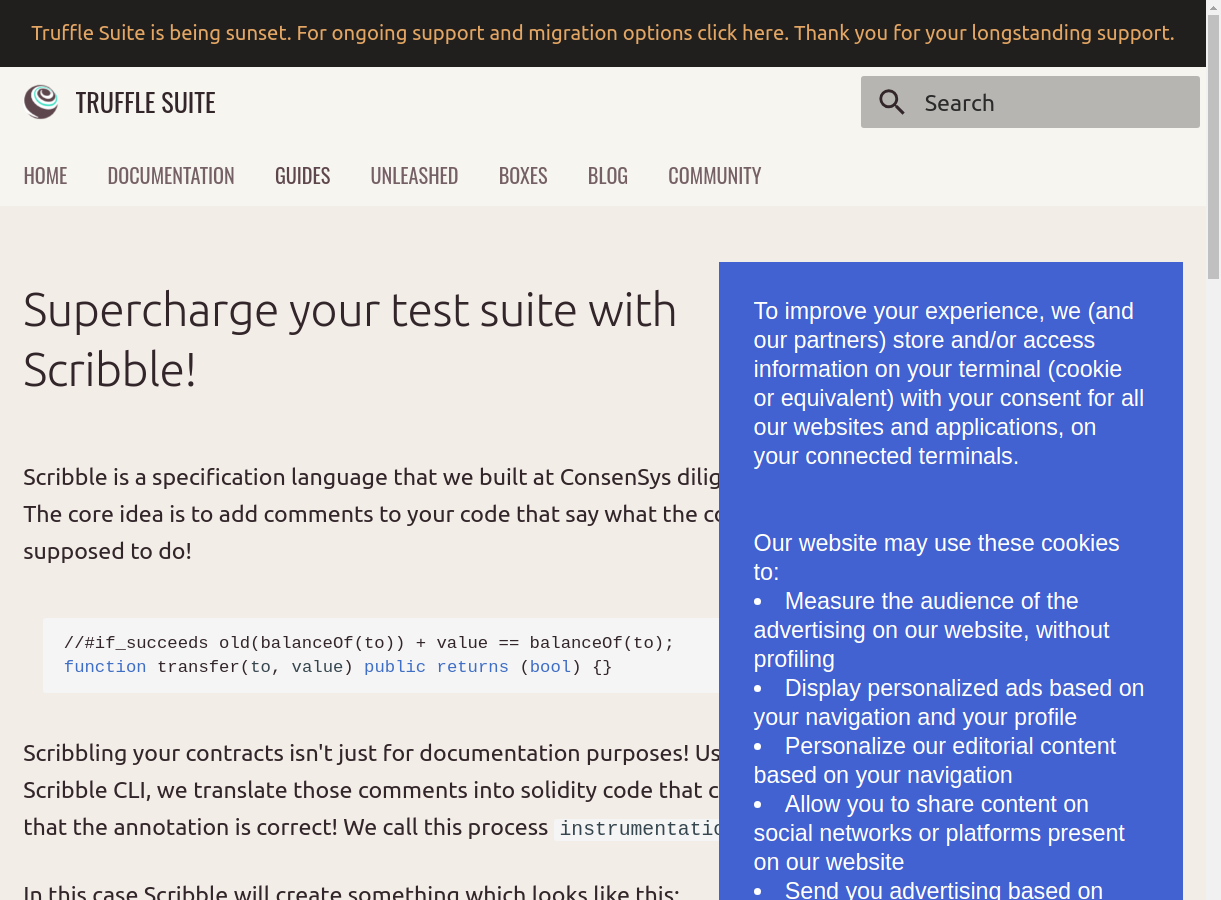 Truffle Suite is being sunset. For ongoing support and migration options click here. Thank you for your longstanding support.
TRUFFLE SUITE
Search
HOME DOCUMENTATION GUIDES UNLEASHED BOXES BLOG COMMUNITY
Supercharge your test suite with
Scribble!
Scribble is a specification language that we built at ConsenSys
The core idea is to add comments to your code that say what the
supposed to do!
//#if_succeeds old(balanceOf(to)) + value == balanceOf(to);
function transfer(to, value) public returns (bool) {}
Scribbling your contracts isn't just for documentation purposes!
Scribble CLI, we translate those comments into solidity code that
that the annotation is correct! We call this process
In this case Scribble will create something which looks like this:
To improve your experience, we (and
our partners) store and/or access
information on your terminal (cookie
or equivalent) with your consent for all
our websites and applications, on
your connected terminals.
Our website may use these cookies
to:
• Measure the audience of the
advertising on our website, without
profiling
• Display personalized ads based on
your navigation and your profile
• Personalize our editorial content
based on your navigation
• Allow you to share content on
social networks or platforms present
on our website
• Send you advertising based on